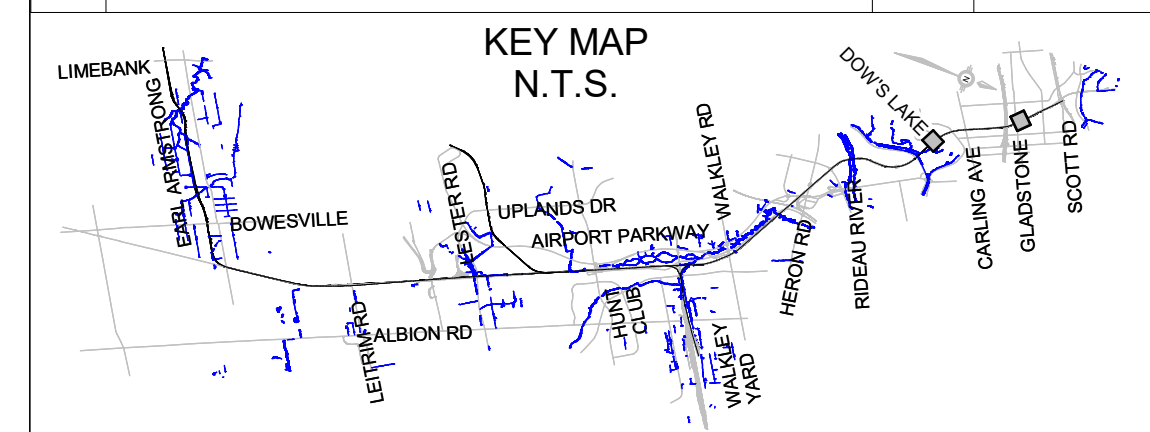 KEY MAP
N.T.S.
LIMEBANK
EARL ARMSTRONG
BOWESVILLE
LESTER RD
UPLANDS DR
AIRPORT PARKWAY
LEITRIM RD
ALBION RD
HUNT
CLUB
WALKLEY
YARD
WALKLEY RD
HERON RD
RIDEAU RIVER
DOW'S LAKE
N
CARLING AVE
GLADSTONE
SCOTT RD